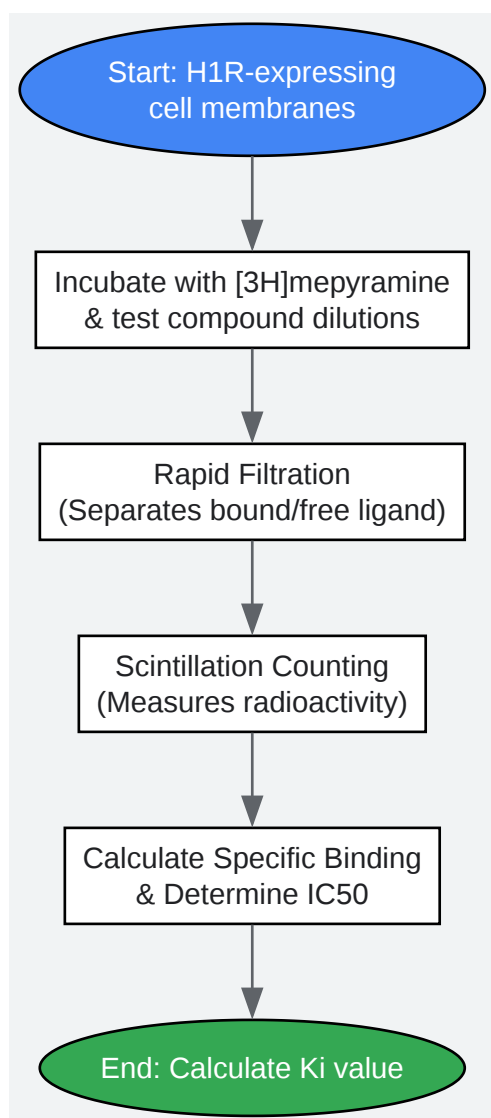 Start: H1R-expressing
cell membranes
Incubate with [3H]mepyramine
& test compound dilutions
Rapid Filtration
(Separates bound/free ligand)
Scintillation Counting
(Measures radioactivity)
Calculate Specific Binding
& Determine IC50
End: Calculate Ki value